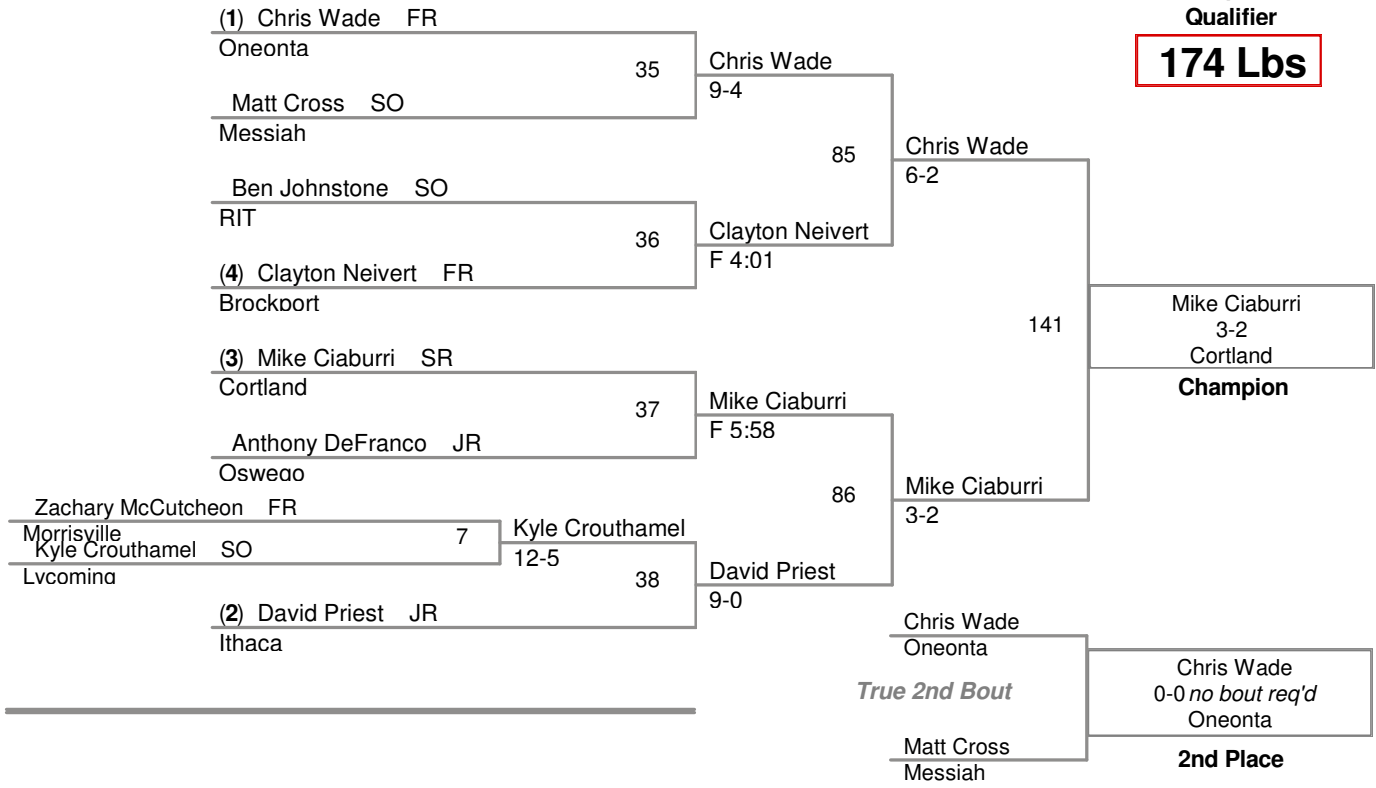 Qualifier
174 Lbs
(1) Chris Wade FR
Oneonta
35
Matt Cross SO
Messiah
Chris Wade
9-4
85
Ben Johnstone SO
RIT
36
(4) Clayton Neivert FR
Brockport
Clayton Neivert
F 4:01
Chris Wade
6-2
141
(3) Mike Ciaburri SR
Cortland
37
Anthony DeFranco JR
Oswego
Mike Ciaburri
F 5:58
86
Zachary McCutcheon FR
Morrisville
7
Kyle Crouthamel SO
Lycoming
Kyle Crouthamel
12-5
38
(2) David Priest JR
Ithaca
David Priest
9-0
Mike Ciaburri
3-2
Mike Ciaburri
3-2
Cortland
Champion
Chris Wade
Oneonta
True 2nd Bout
Matt Cross
Messiah
Chris Wade
0-0 no bout req'd
Oneonta
2nd Place